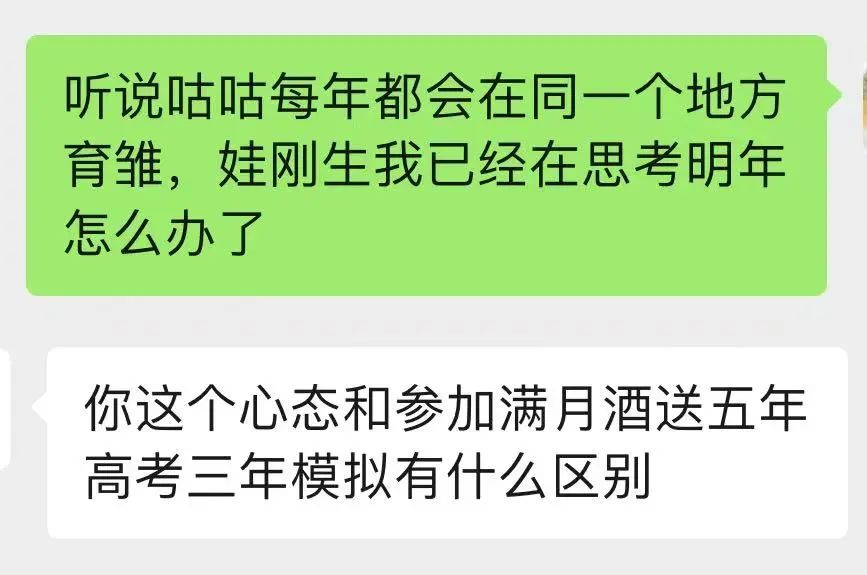 听说咕咕每年都会在同一个地方
育雏，娃刚生我已经在思考明年
怎么办了
你这个心态和参加满月酒送五年
高考三年模拟有什么区别